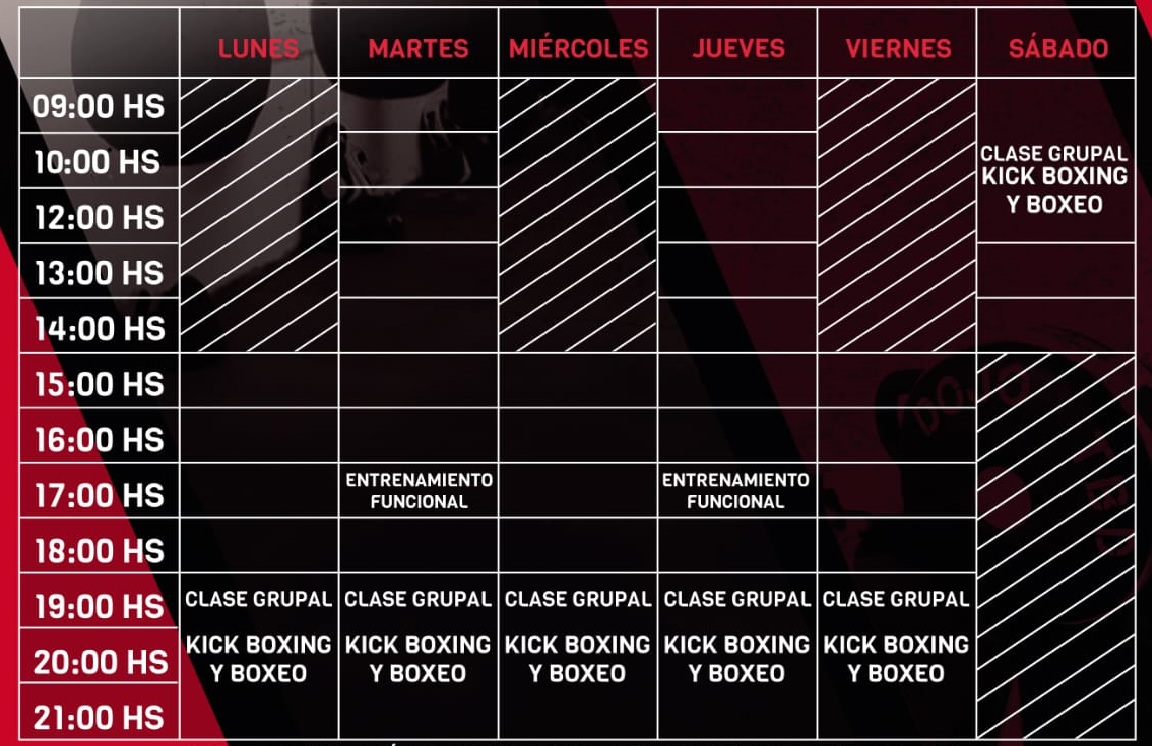 LUNES MARTES MIÉRCOLES JUEVES VIERNES SÁBADO
09:00 HS
10:00 HS
CLASE GRUPAL
KICK BOXING
Y BOXEO
12:00 HS
13:00 HS
14:00 HS
15:00 HS
16:00 HS
17:00 HS
ENTRENAMIENTO
FUNCIONAL
ENTRENAMIENTO
FUNCIONAL
18:00 HS
19:00 HS
20:00 HS
21:00 HS
CLASE GRUPAL
KICK BOXING
Y BOXEO
CLASE GRUPAL
KICK BOXING
Y BOXEO
CLASE GRUPAL
KICK BOXING
Y BOXEO
CLASE GRUPAL
KICK BOXING
Y BOXEO
CLASE GRUPAL
KICK BOXING
Y BOXEO
DOJO